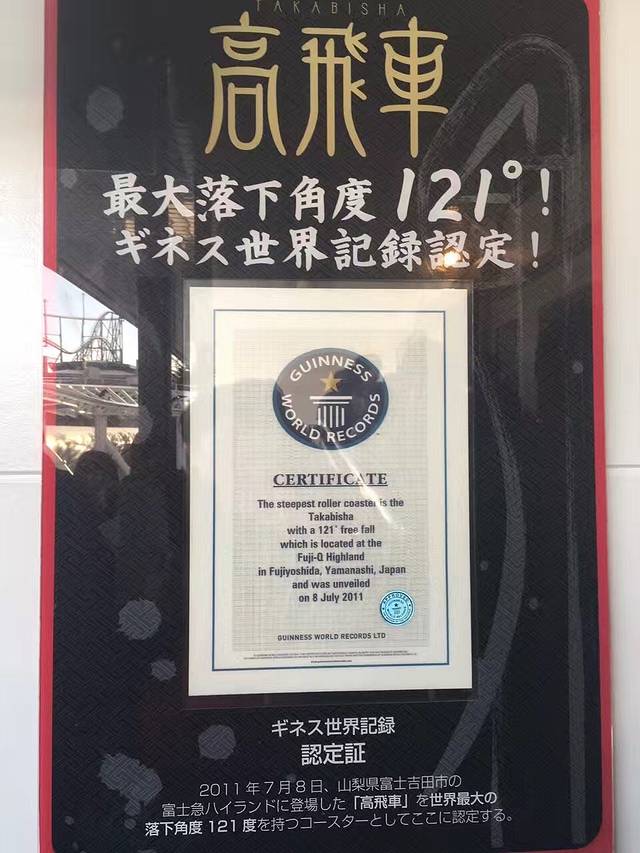 TAKABISHA
高飛車
最大落下角度121°!
ギネス世界記録認定!
GUINNESS
WORLD RECORDS
CERTIFICATE
The steepest roller coaster is the
Takabisha
with a 121° free fall
which is located at the
Fuji-Q Highland
in Fujiyoshida, Yamanashi, Japan
and was unveiled
on 8 July 2011
GUINNESS WORLD RECORDS LTD
ギネス世界記録
認定証
2011年7月8日、山梨県富士吉田市の
富士急ハイランドに登場した「高飛車」を世界最大の
落下角度121度を持つコースターとしてここに認定する。